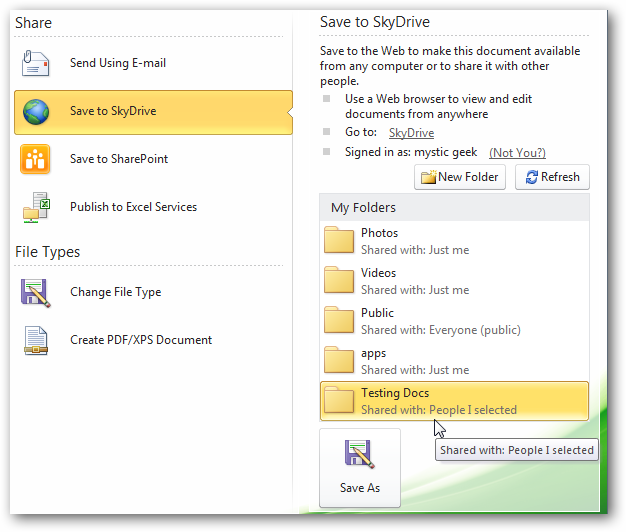 Share
Send Using E-mail
Save to SkyDrive
Save to SharePoint
Publish to Excel Services
File Types
Change File Type
Create PDF/XPS Document
Save to SkyDrive
Save to the Web to make this document available
from any computer or to share it with other
people.
Use a Web browser to view and edit
documents from anywhere
Go to: SkyDrive
Signed in as: mystic geek (Not You?)
New Folder Refresh
My Folders
Photos
Shared with: Just me
Videos
Shared with: Just me
Public
Shared with: Everyone (public)
apps
Shared with: Just me
Testing Docs
Shared with: People I selected
Shared with: People I selected
Save As